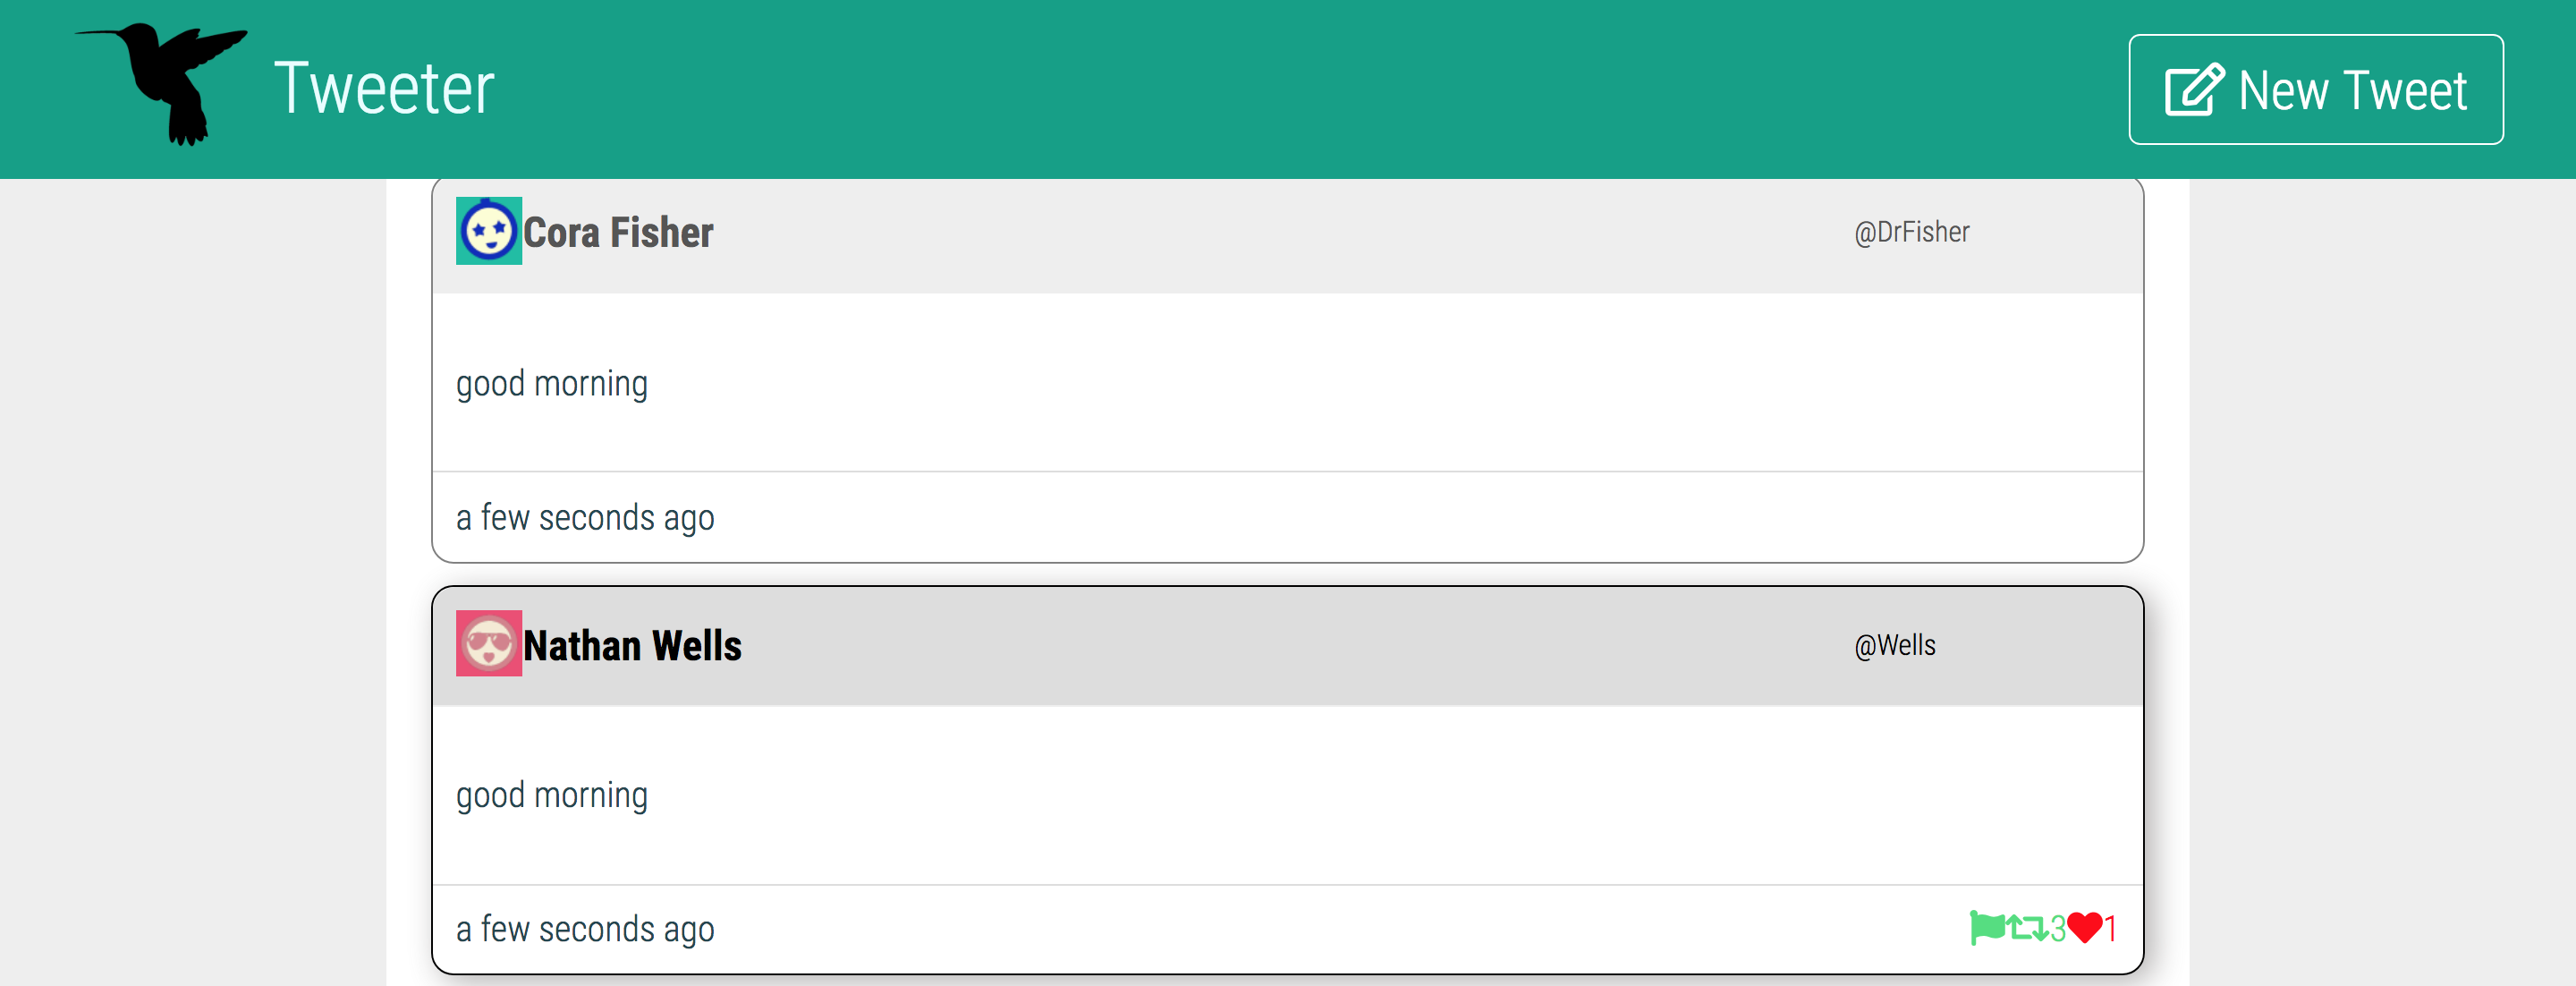 Tweeter
New Tweet
Cora Fisher @DrFisher
good morning
a few seconds ago
Nathan Wells @Wells
good morning
a few seconds ago 3 1